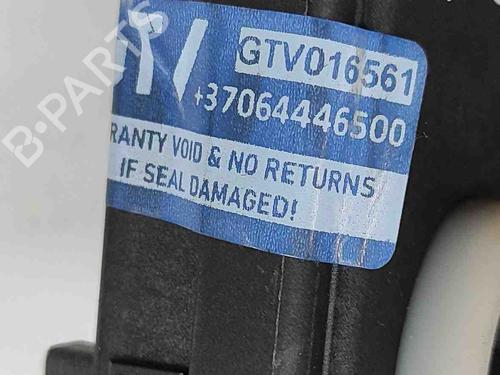 GTV016561
+37064446500
RANTY VOID & NO RETURNS
IF SEAL DAMAGED!
B-PARTS